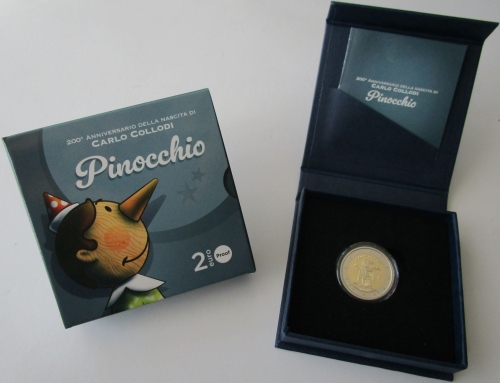 200° ANNIVERSARIO DELLA NASCITA DI
CARLO COLLODI
Pinocchio
2
euro
Proof
200° ANNIVERSARIO DELLA NASCITA DI
CARLO COLLODI
Pinocchio